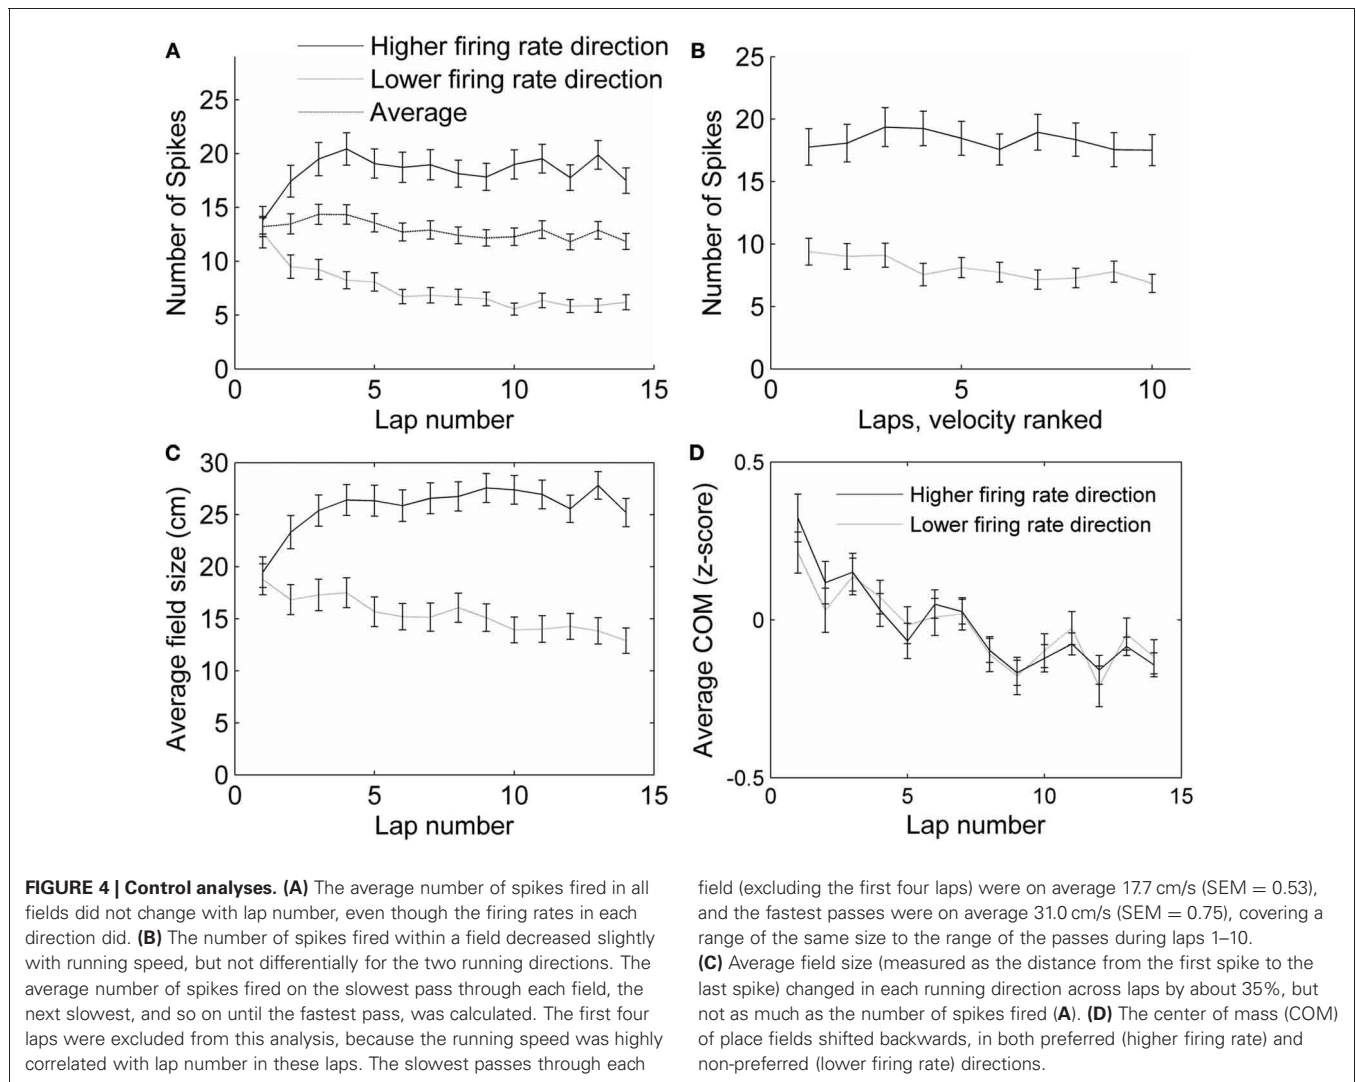 A
Higher firing rate direction
Lower firing rate direction
Average
Number of Spikes
25
20
15
10
5
0
0
5
10
15
Lap number
B
Number of Spikes
25
20
15
10
5
0
0
5
10
Laps, velocity ranked
C
Average field size (cm)
30
25
20
15
10
5
0
0
5
10
15
Lap number
D
Higher firing rate direction
Lower firing rate direction
Average COM (z-score)
0.5
0
-0.5
0
5
10
15
Lap number
FIGURE 4 | Control analyses. (A) The average number of spikes fired in all
fields did not change with lap number, even though the firing rates in each
direction did. (B) The number of spikes fired within a field decreased slightly
with running speed, but not differentially for the two running directions. The
average number of spikes fired on the slowest pass through each field, the
next slowest, and so on until the fastest pass, was calculated. The first four
laps were excluded from this analysis, because the running speed was highly
correlated with lap number in these laps. The slowest passes through each
field (excluding the first four laps) were on average 17.7 cm/s (SEM = 0.53),
and the fastest passes were on average 31.0 cm/s (SEM = 0.75), covering a
range of the same size to the range of the passes during laps 1–10.
(C) Average field size (measured as the distance from the first spike to the
last spike) changed in each running direction across laps by about 35%, but
not as much as the number of spikes fired (A). (D) The center of mass (COM)
of place fields shifted backwards, in both preferred (higher firing rate) and
non-preferred (lower firing rate) directions.